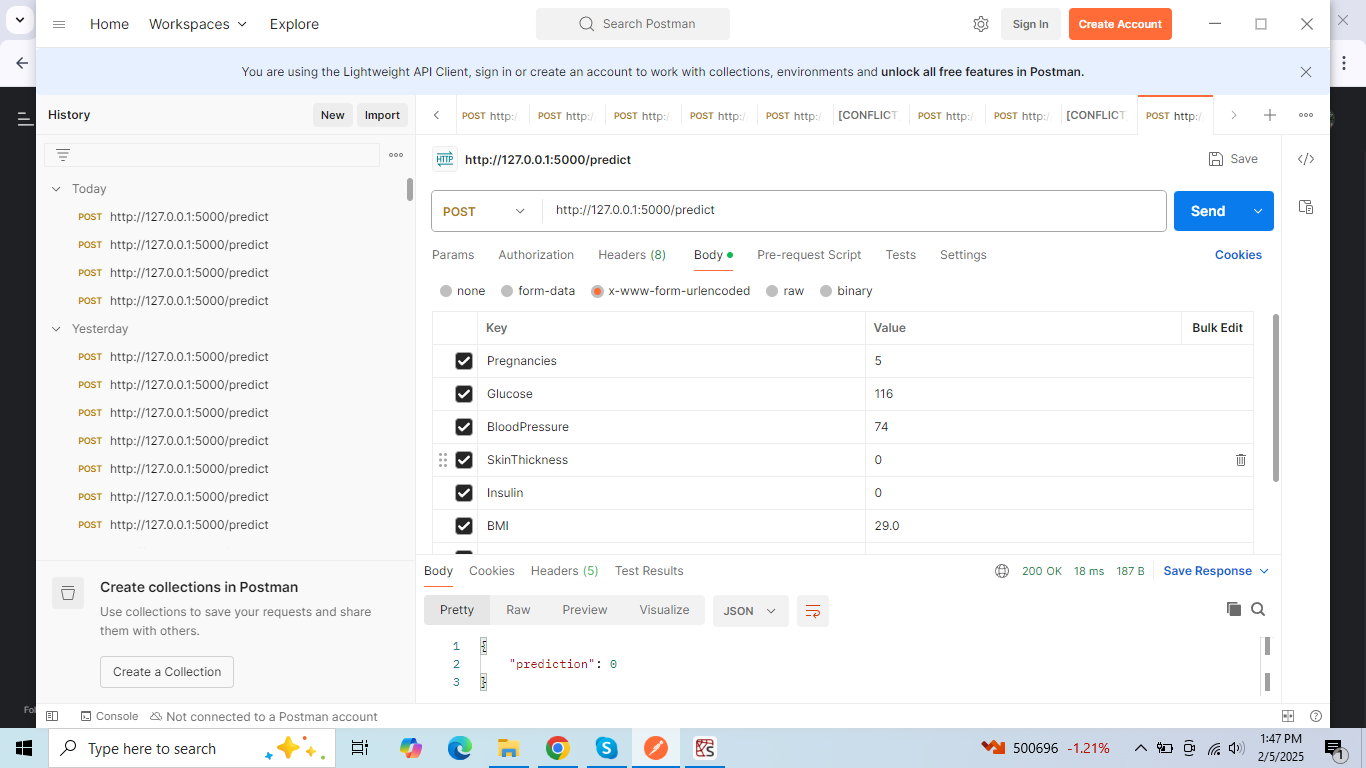 Home Workspaces Explore Search Postman Sign In Create Account
You are using the Lightweight API Client, sign in or create an account to work with collections, environments and unlock all free features in Postman.
History New Import
POST http:/ POST http:/ POST http:/ POST http:/ POST http:/ [CONFLICT POST http:/ POST http:/ [CONFLICT POST http:/
HTTP http://127.0.0.1:5000/predict Save
Today
POST http://127.0.0.1:5000/predict
POST http://127.0.0.1:5000/predict
POST http://127.0.0.1:5000/predict
POST http://127.0.0.1:5000/predict
Yesterday
POST http://127.0.0.1:5000/predict
POST http://127.0.0.1:5000/predict
POST http://127.0.0.1:5000/predict
POST http://127.0.0.1:5000/predict
POST http://127.0.0.1:5000/predict
POST http://127.0.0.1:5000/predict
POST http://127.0.0.1:5000/predict
Create collections in Postman
Use collections to save your requests and share
them with others.
Create a Collection
POST http://127.0.0.1:5000/predict Send
Params Authorization Headers (8) Body Pre-request Script Tests Settings Cookies
none form-data x-www-form-urlencoded raw binary
Key Value Bulk Edit
Pregnancies 5
Glucose 116
BloodPressure 74
SkinThickness 0
Insulin 0
BMI 29.0
Body Cookies Headers (5) Test Results 200 OK 18 ms 187 B Save Response
Pretty Raw Preview Visualize JSON
1 {
2 "prediction": 0
3 }
Fol
Console Not connected to a Postman account
Type here to search 500696 -1.21% 1:47 PM
2/5/2025
1